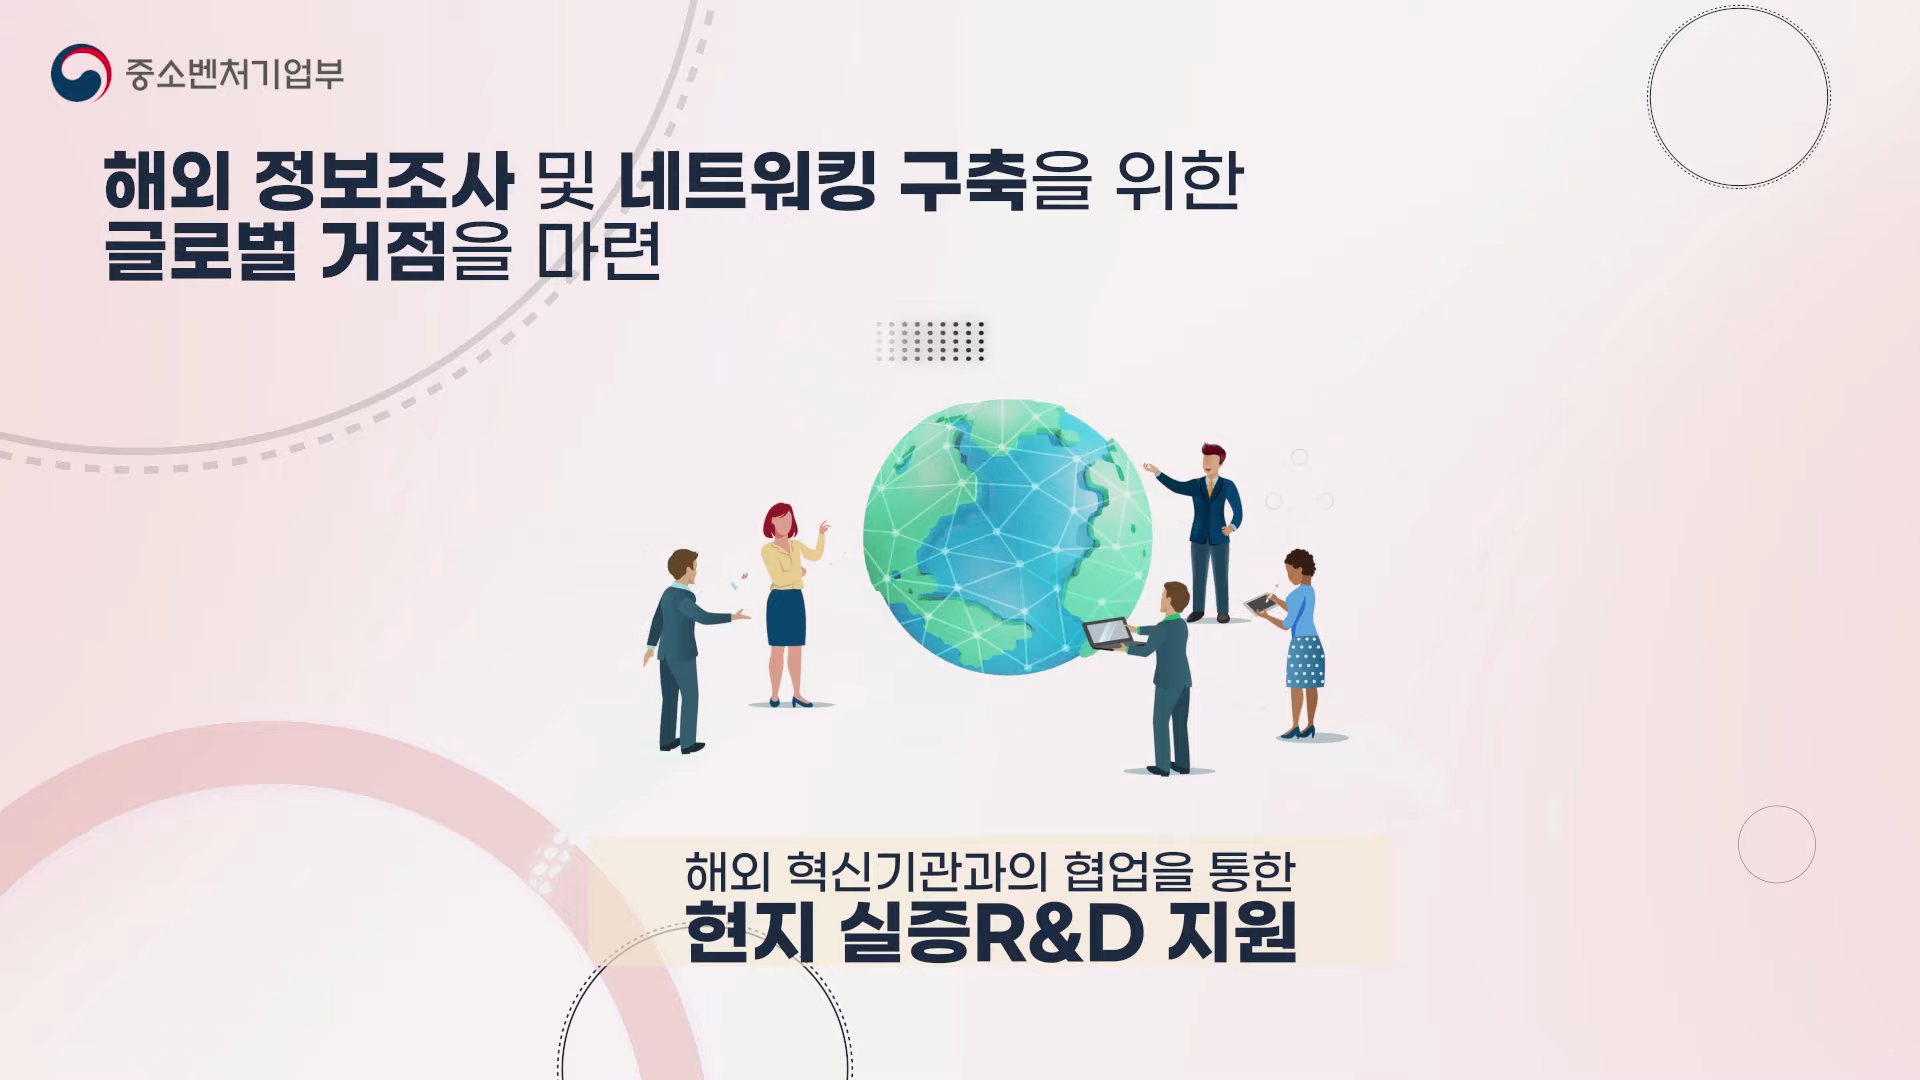 중소벤처기업부
해외 정보조사 및 네트워킹 구축을 위한
글로벌 거점을 마련
해외 혁신기관과의 협업을 통한
현지 실증R&D 지원